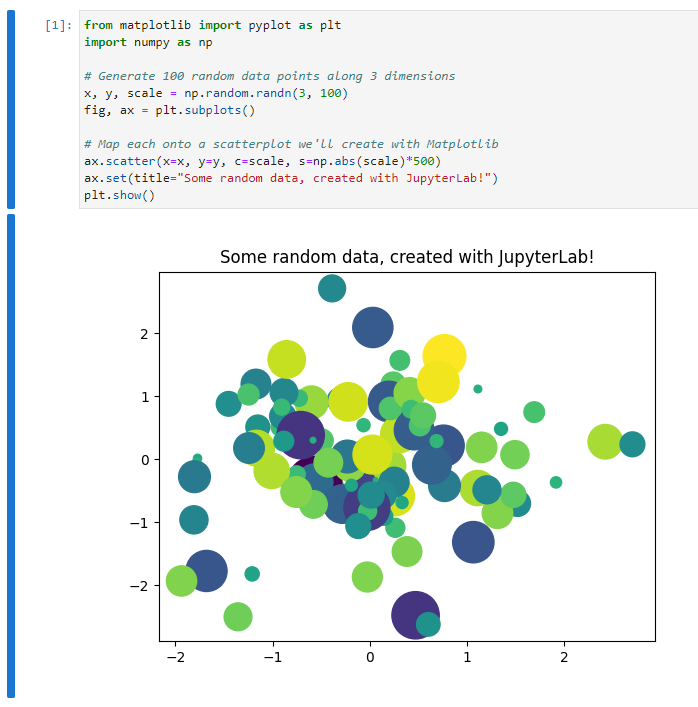 [1]: from matplotlib import pyplot as plt
import numpy as np
# Generate 100 random data points along 3 dimensions
x, y, scale = np.random.randn(3, 100)
fig, ax = plt.subplots()
# Map each onto a scatterplot we'll create with Matplotlib
ax.scatter(x=x, y=y, c=scale, s=np.abs(scale)*500)
ax.set(title="Some random data, created with JupyterLab!")
plt.show()
Some random data, created with JupyterLab!
2
1
0
−1
−2
−2 −1 0 1 2